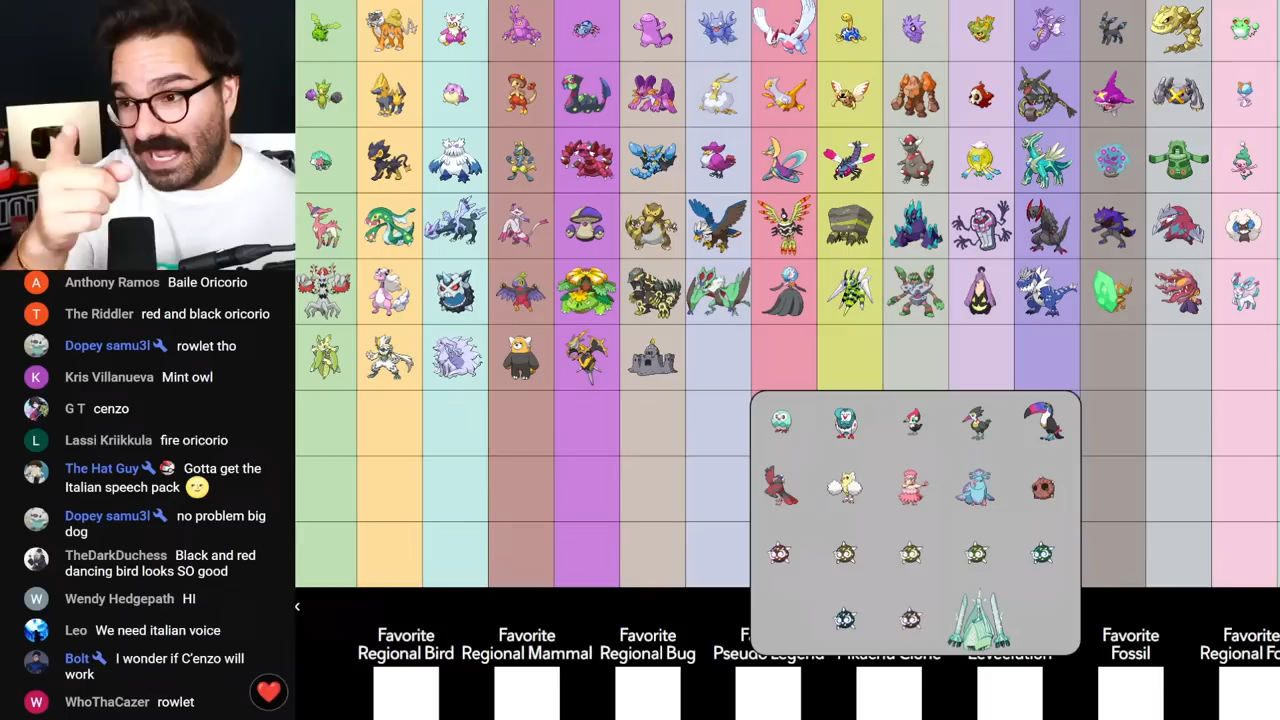 Anthony Ramos Baile Oricorio
The Riddler red and black oricorio
Dopey samu3l rowlet tho
Kris Villanueva Mint owl
G T cenzo
Lassi Kriikkula fire oricorio
The Hat Guy Gotta get the
Italian speech pack
Dopey samu3l no problem big
dog
TheDarkDuchess Black and red
dancing bird looks SO good
Wendy Hedgepath HI
Leo We need italian voice
Bolt I wonder if C'enzo will
work
WhoThaCazer rowlet
Favorite
Regional Bird
Favorite
Regional Mammal
Favorite
Regional Bug
Favorite
Fossil